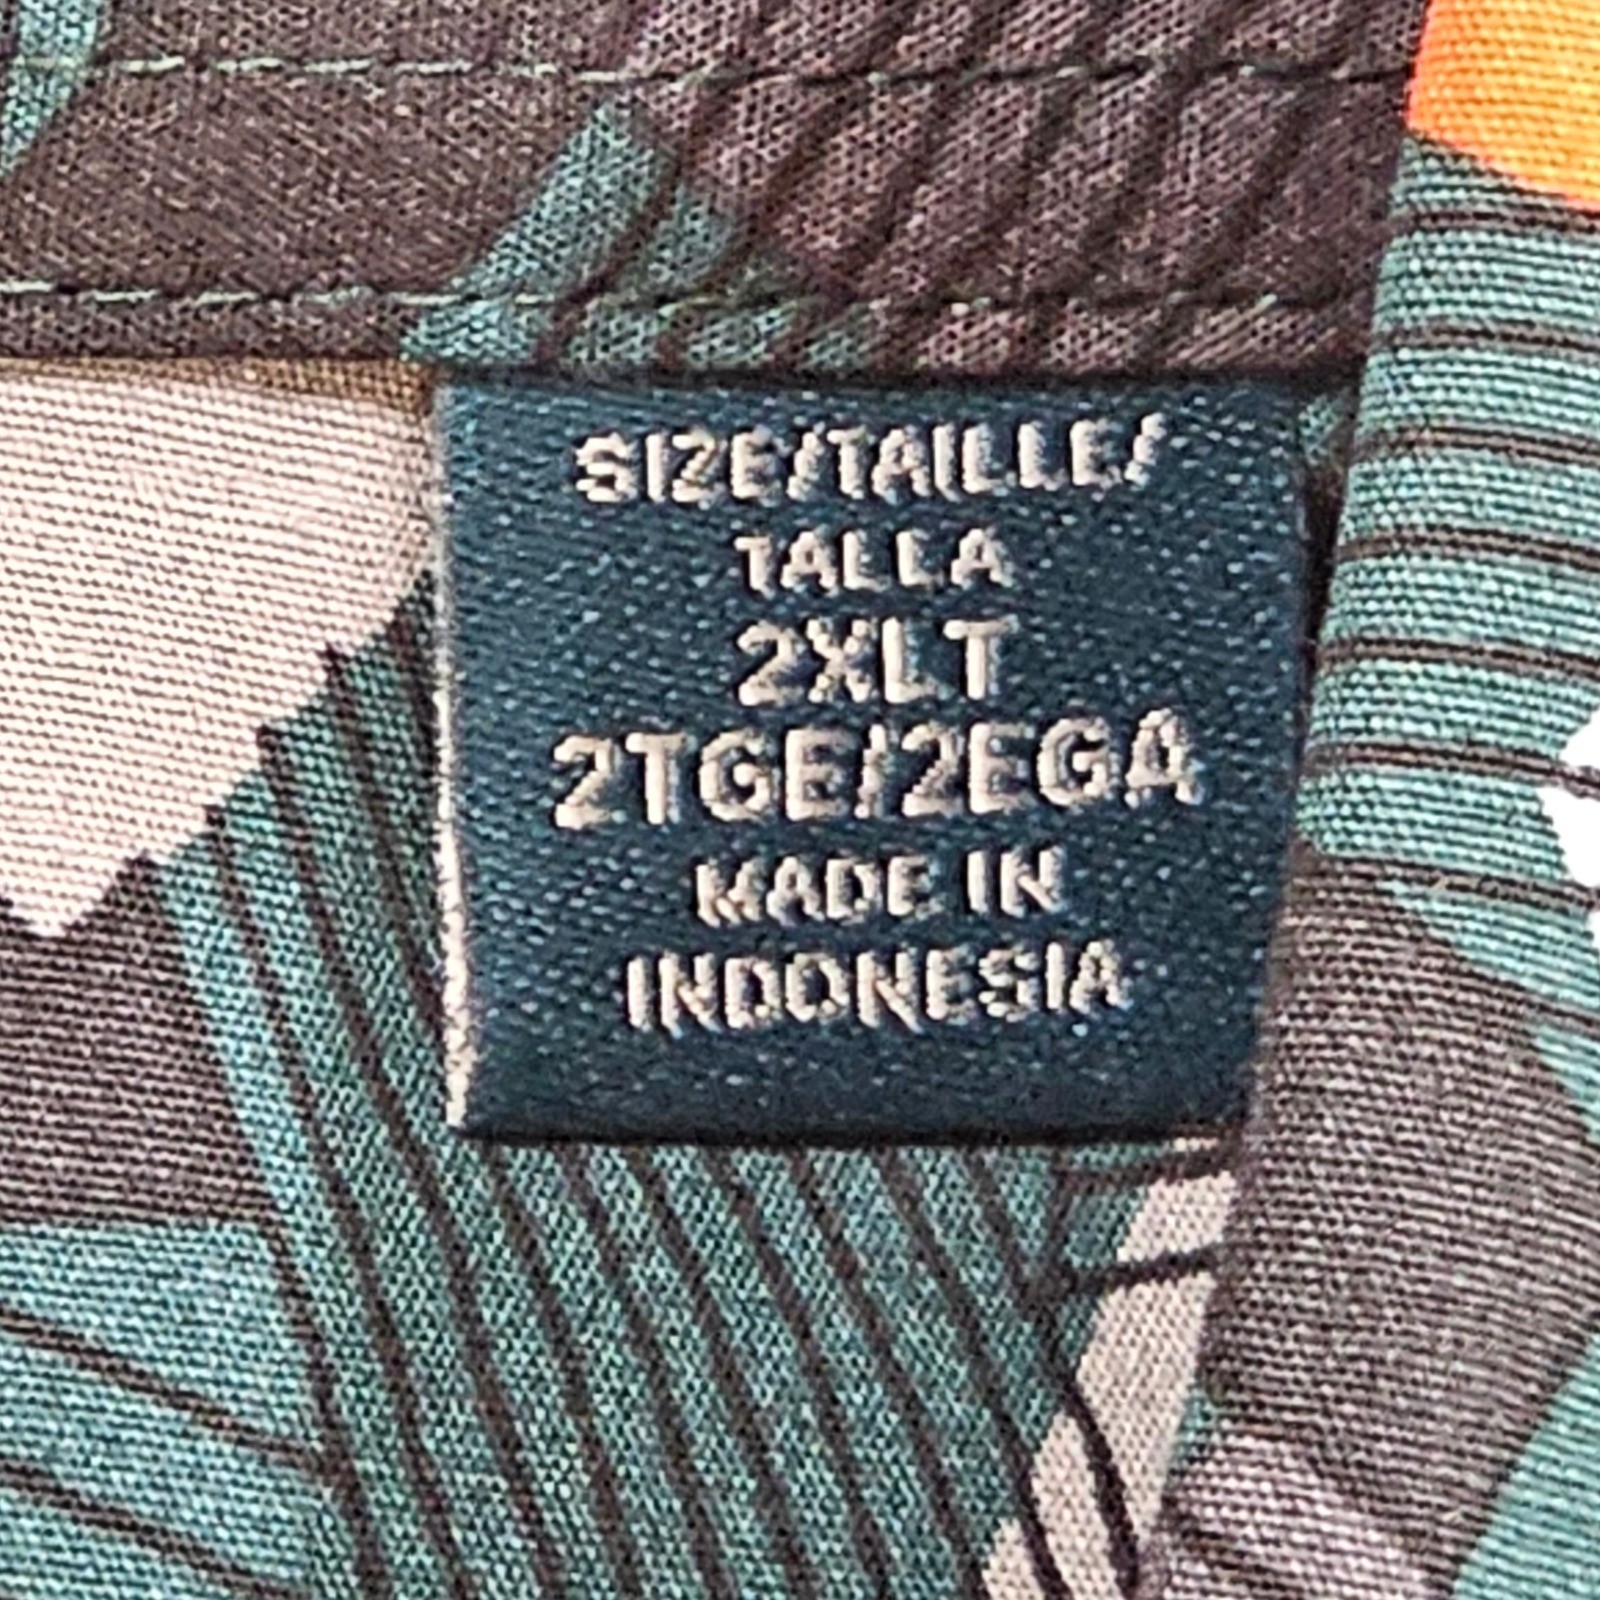 SIZE/TAILLE/
TALLA
2XLT
2TGE/2EGA
MADE IN
INDONESIA